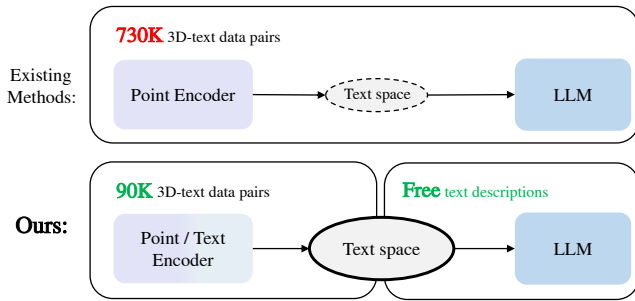 730K 3D-text data pairs
Existing
Methods:
Point Encoder
Text space
LLM
90K 3D-text data pairs
Free text descriptions
Ours:
Point / Text
Encoder
Text space
LLM